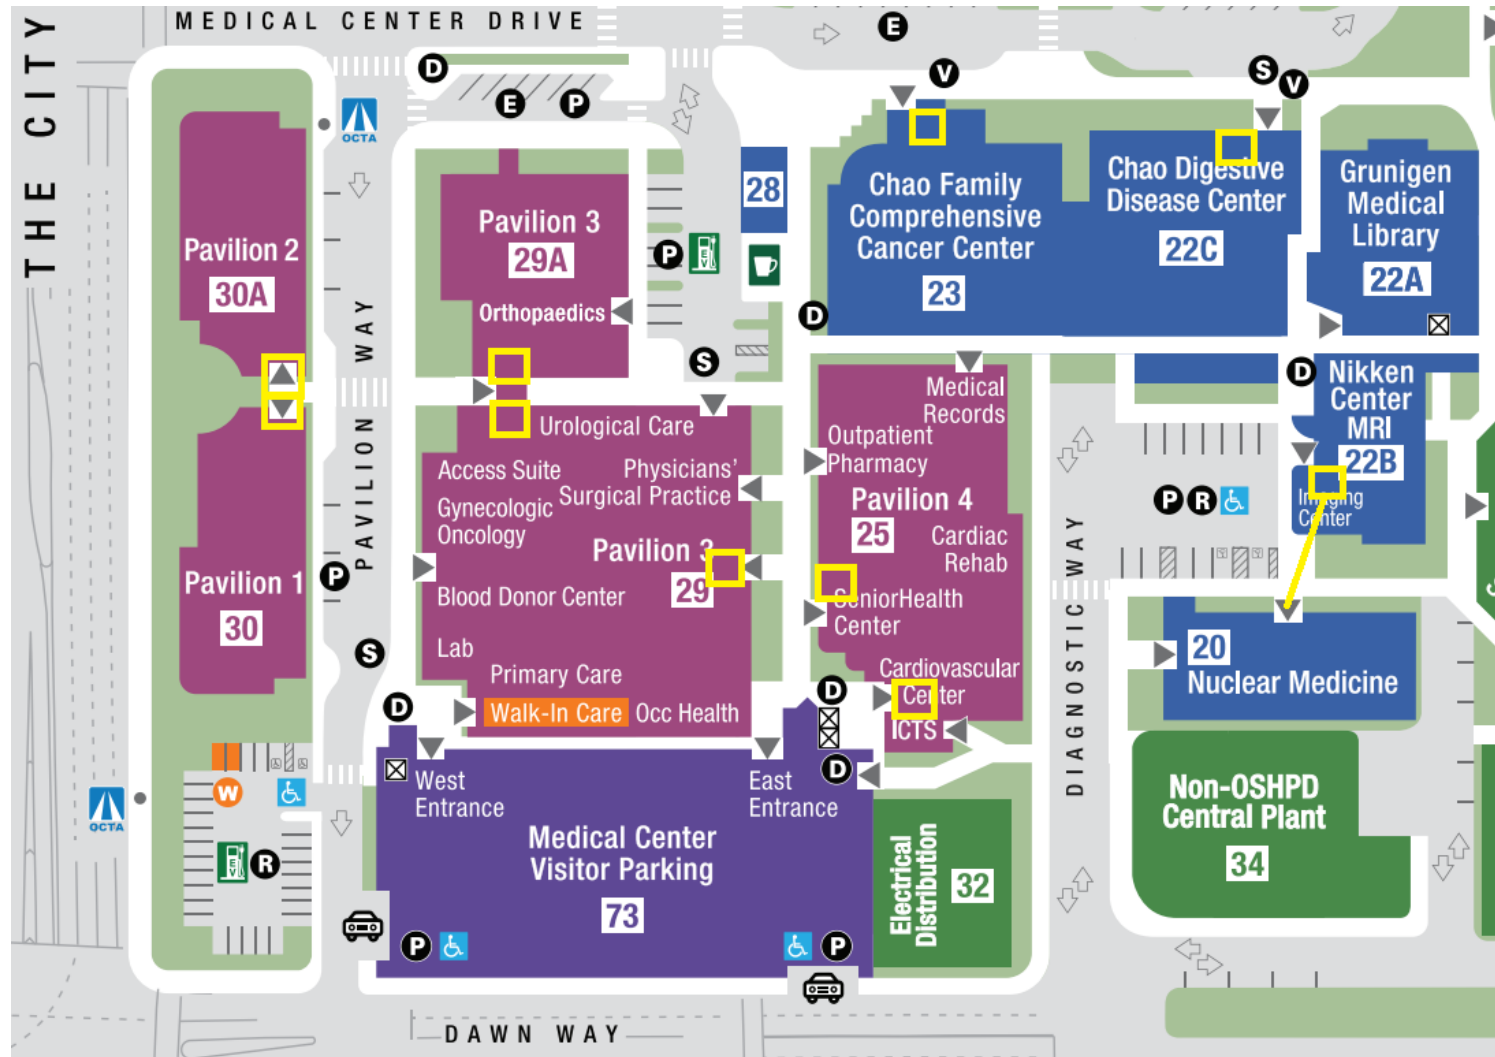 MEDICAL CENTER DRIVE
THE CITY
D
E
P
E
V
S
V
OCTA
28
Pavilion 2
30A
Pavilion 3
29A
Orthopaedics
P
EV
S
D
Chao Family
Comprehensive
Cancer Center
23
Chao Digestive
Disease Center
22C
Grunigen
Medical
Library
22A
PAVILION WAY
PAVILION
Pavilion 1
30
P
S
Urological Care
Access Suite
Physicians'
Surgical Practice
Gynecologic
Oncology
Pavilion 3
29
Blood Donor Center
Lab
Primary Care
Walk-In Care
Occ Health
Medical
Records
Outpatient
Pharmacy
Pavilion 4
25
Cardiac
Rehab
SeniorHealth
Center
Cardiovascular
Center
ICTS
D
Nikken
Center
MRI
22B
Imaging
Center
P R
DIAGNOSTIC WAY
20
Nuclear Medicine
D
D
D
West
Entrance
East
Entrance
Medical Center
Visitor Parking
73
P
P
W
OCTA
EV
R
Electrical
Distribution
32
Non-OSHPD
Central Plant
34
DAWN WAY